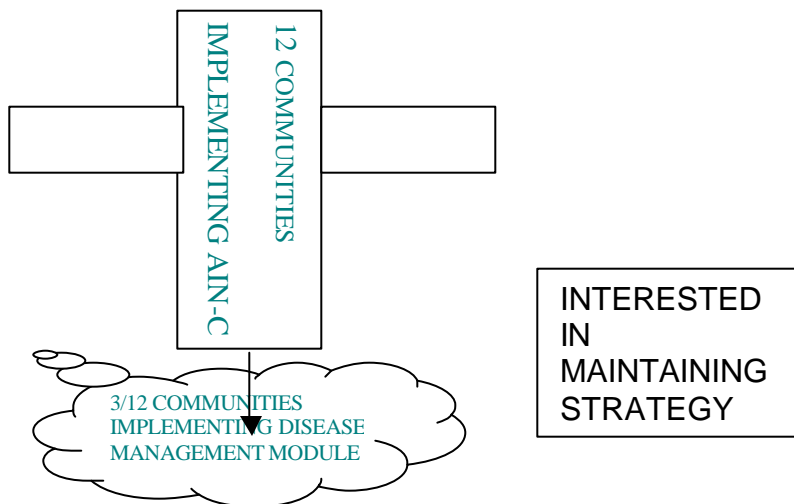 12 COMMUNITIES
IMPLEMENTING AIN-C
3/12 COMMUNITIES
IMPLEMENTING DISEASE
MANAGEMENT MODULE
INTERESTED
IN
MAINTAINING
STRATEGY